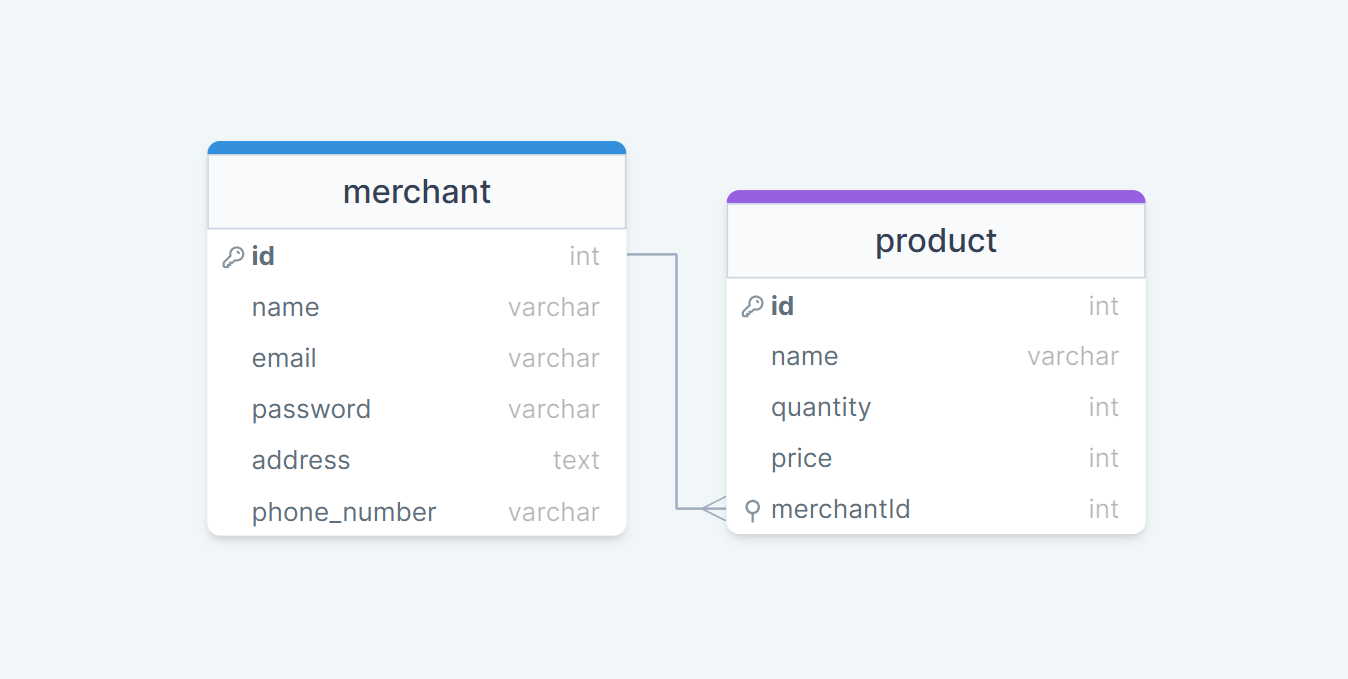 merchant
id int
name varchar
email varchar
password varchar
address text
phone_number varchar
product
id int
name varchar
quantity int
price int
merchantId int